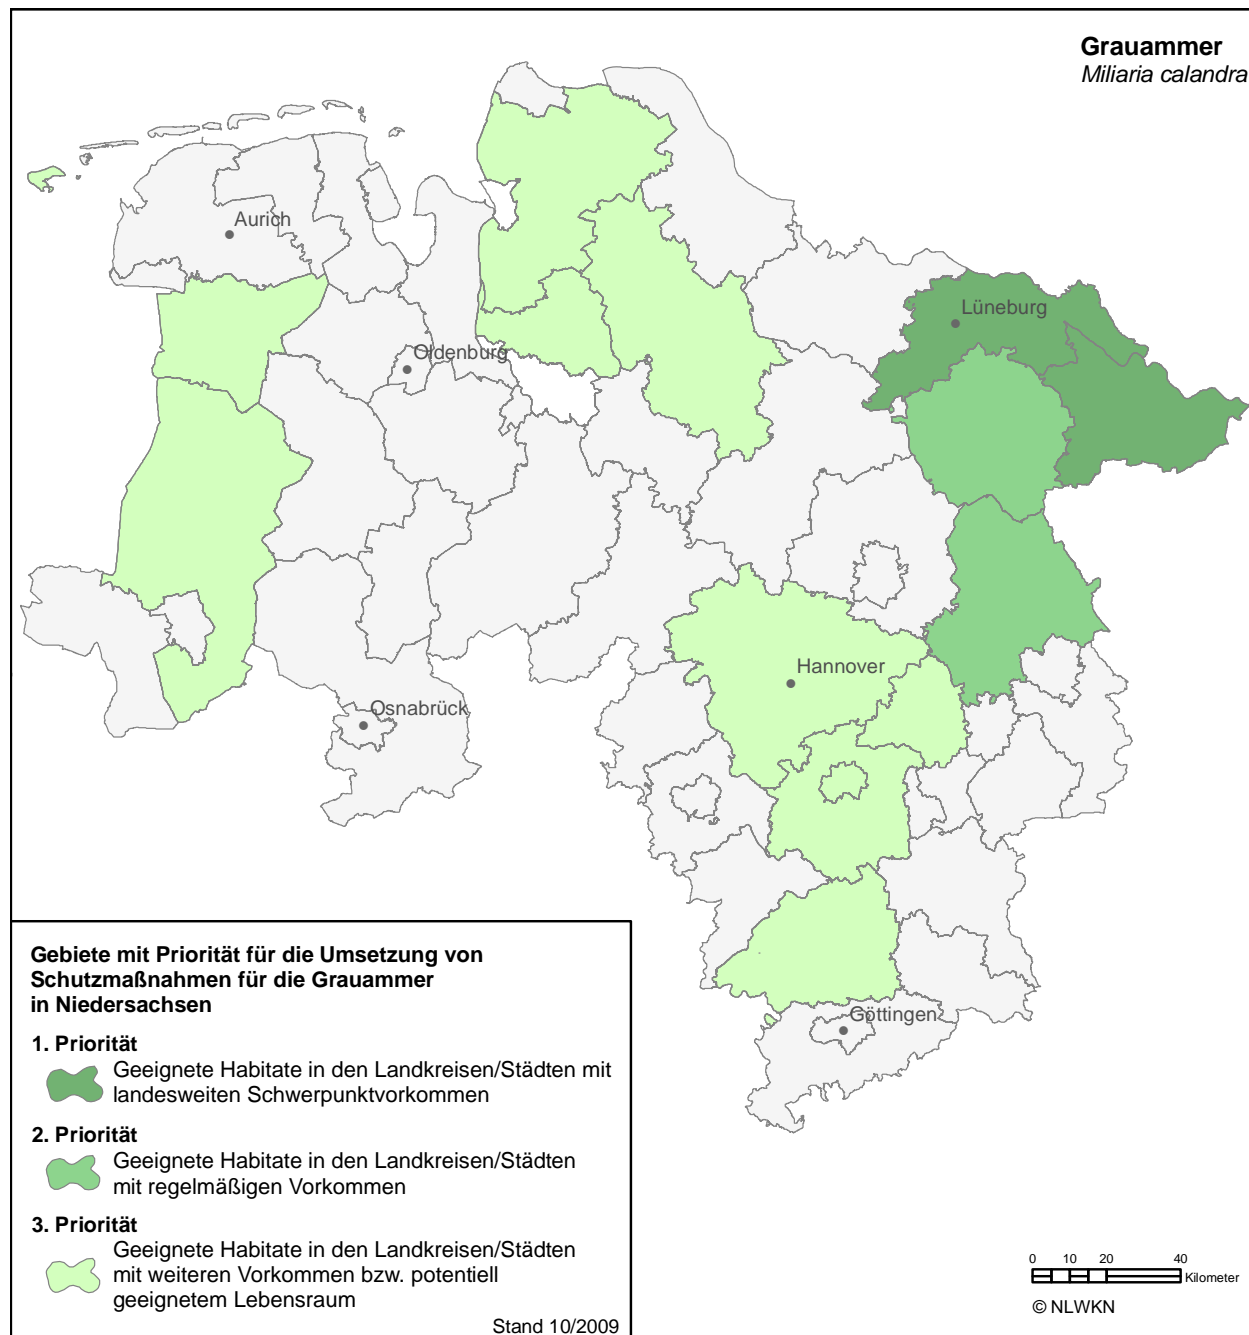 Grauammer
Miliaria calandra
Aurich
Lüneburg
Oldenburg
Hannover
Osnabrück
Göttingen
Gebiete mit Priorität für die Umsetzung von
Schutzmaßnahmen für die Grauammer
in Niedersachsen
1. Priorität
Geeignete Habitate in den Landkreisen/Städten mit
landesweiten Schwerpunktvorkommen
2. Priorität
Geeignete Habitate in den Landkreisen/Städten
mit regelmäßigen Vorkommen
3. Priorität
Geeignete Habitate in den Landkreisen/Städten
mit weiteren Vorkommen bzw. potentiell
geeignetem Lebensraum
Stand 10/2009
0 10 20 40
Kilometer
© NLWKN